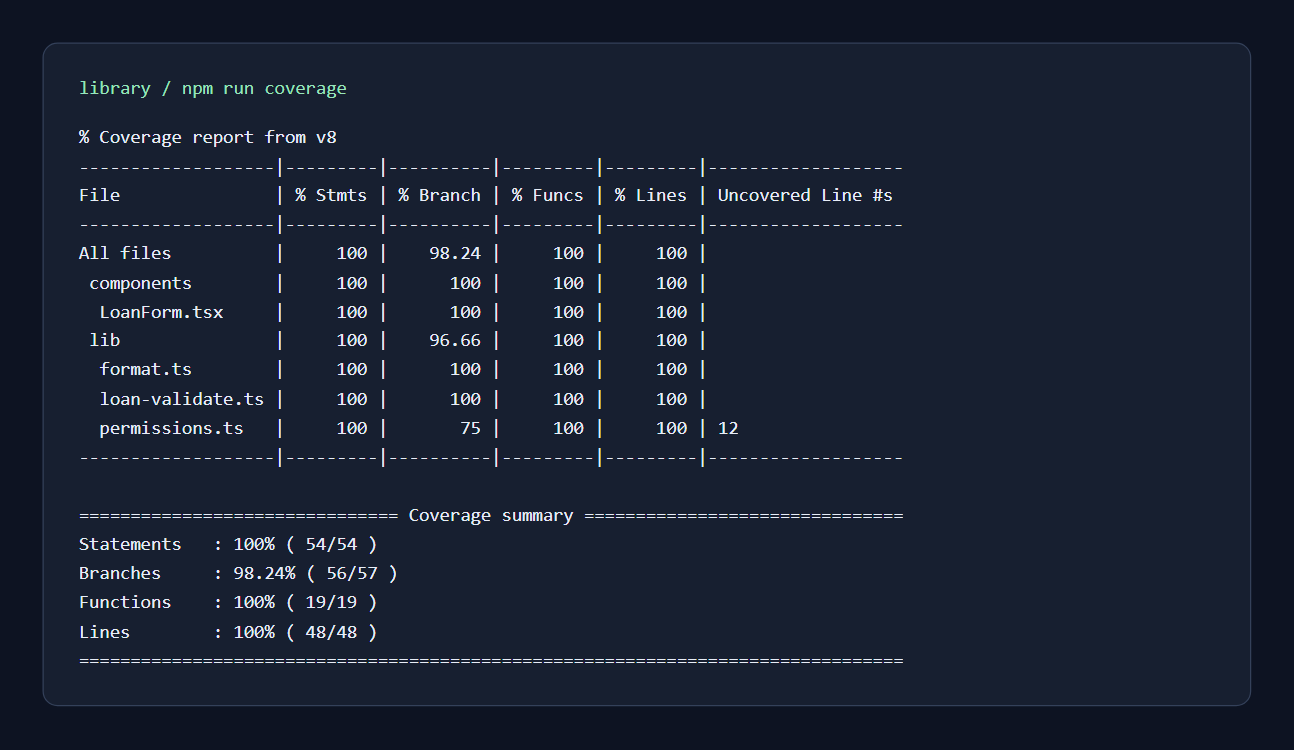 library / npm run coverage
% Coverage report from v8
-------------------|---------|----------|---------|---------|-------------------
File               | % Stmts | % Branch | % Funcs | % Lines | Uncovered Line #s
-------------------|---------|----------|---------|---------|-------------------
All files          |     100 |    98.24 |     100 |     100 |
 components        |     100 |      100 |     100 |     100 |
  LoanForm.tsx     |     100 |      100 |     100 |     100 |
 lib               |     100 |    96.66 |     100 |     100 |
  format.ts        |     100 |      100 |     100 |     100 |
  loan-validate.ts |     100 |      100 |     100 |     100 |
  permissions.ts   |     100 |       75 |     100 |     100 | 12
-------------------|---------|----------|---------|---------|-------------------
=============================== Coverage summary ===============================
Statements   : 100% ( 54/54 )
Branches     : 98.24% ( 56/57 )
Functions    : 100% ( 19/19 )
Lines        : 100% ( 48/48 )
================================================================================